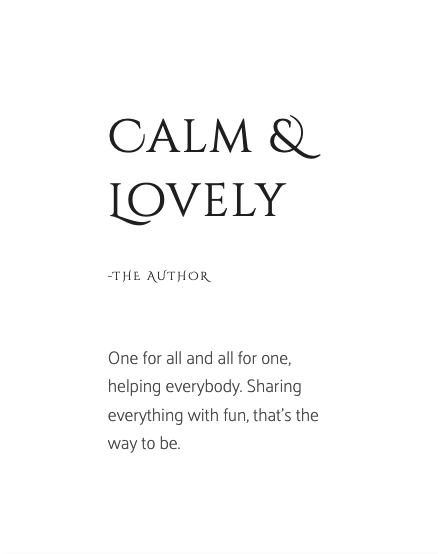 CALM &
LOVELY
-THE AUTHOR
One for all and all for one,
helping everybody. Sharing
everything with fun, that's the
way to be.